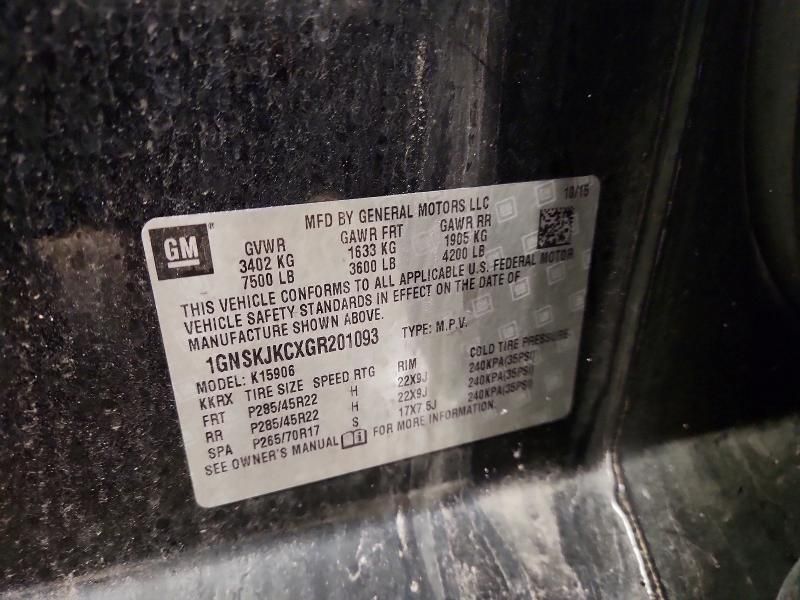 GM
MFD BY GENERAL MOTORS LLC 10/15
GVWR GAWR FRT GAWR RR
3402 KG 1633 KG 1905 KG
7500 LB 3600 LB 4200 LB
THIS VEHICLE CONFORMS TO ALL APPLICABLE U.S. FEDERAL MOTOR
VEHICLE SAFETY STANDARDS IN EFFECT ON THE DATE OF
MANUFACTURE SHOWN ABOVE.
1GNSKJKCXGR201093 TYPE: M.P.V.
MODEL: K15906
KKRX TIRE SIZE SPEED RTG RIM COLD TIRE PRESSURE
FRT P285/45R22 H 22X9J 240KPA(35PSI)
RR P285/45R22 H 22X9J 240KPA(35PSI)
SPA P265/70R17 S 17X7.5J 240KPA(35PSI)
SEE OWNER'S MANUAL FOR MORE INFORMATION.